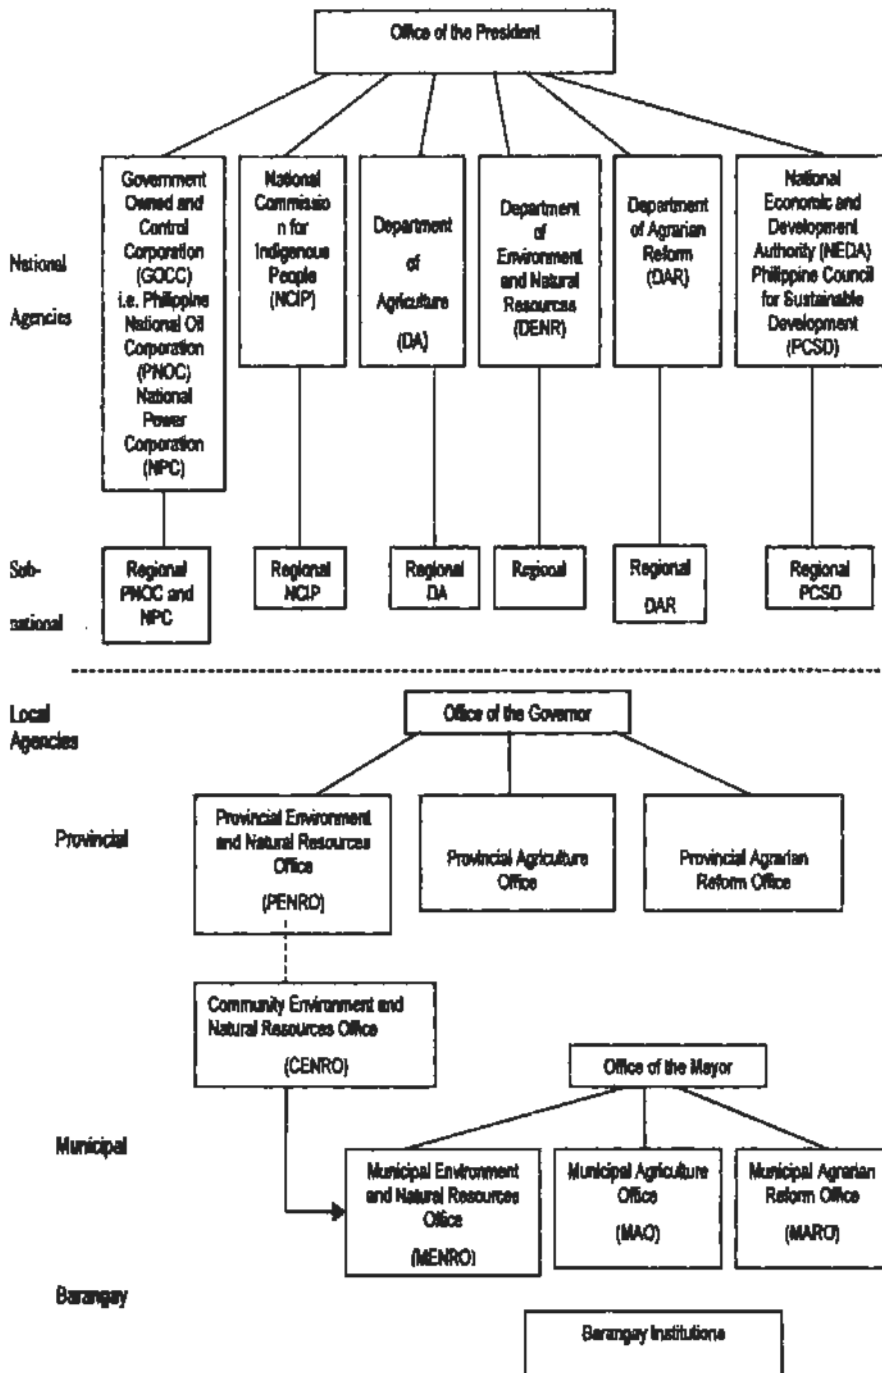 Office of the President
National
Agencies
Government
Owned and
Control
Corporation
(GOCC)
i.e. Philippine
National Oil
Corporation
(PNOC)
National
Power
Corporation
(NPC)
National
Commissio
n for
Indigenous
People
(NCIP)
Department
of
Agriculture
(DA)
Department
of
Environment
and Natural
Resources
(DENR)
Department
of Agrarian
Reform
(DAR)
National
Economic and
Development
Authority (NEDA)
Philippine Council
for Sustainable
Development
(PCSD)
Sub-
national
Regional
PNOC and
NPC
Regional
NCIP
Regional
DA
Regional
Regional
DAR
Regional
PCSD
Local
Agencies
Office of the Governor
Provincial
Provincial Environment
and Natural Resources
Office
(PENRO)
Provincial Agriculture
Office
Provincial Agrarian
Reform Office
Community Environment and
Natural Resources Office
(CENRO)
Office of the Mayor
Municipal
Municipal Environment
and Natural Resources
Office
(MENRO)
Municipal Agriculture
Office
(MAO)
Municipal Agrarian
Reform Office
(MARO)
Barangay
Barangay Institutions